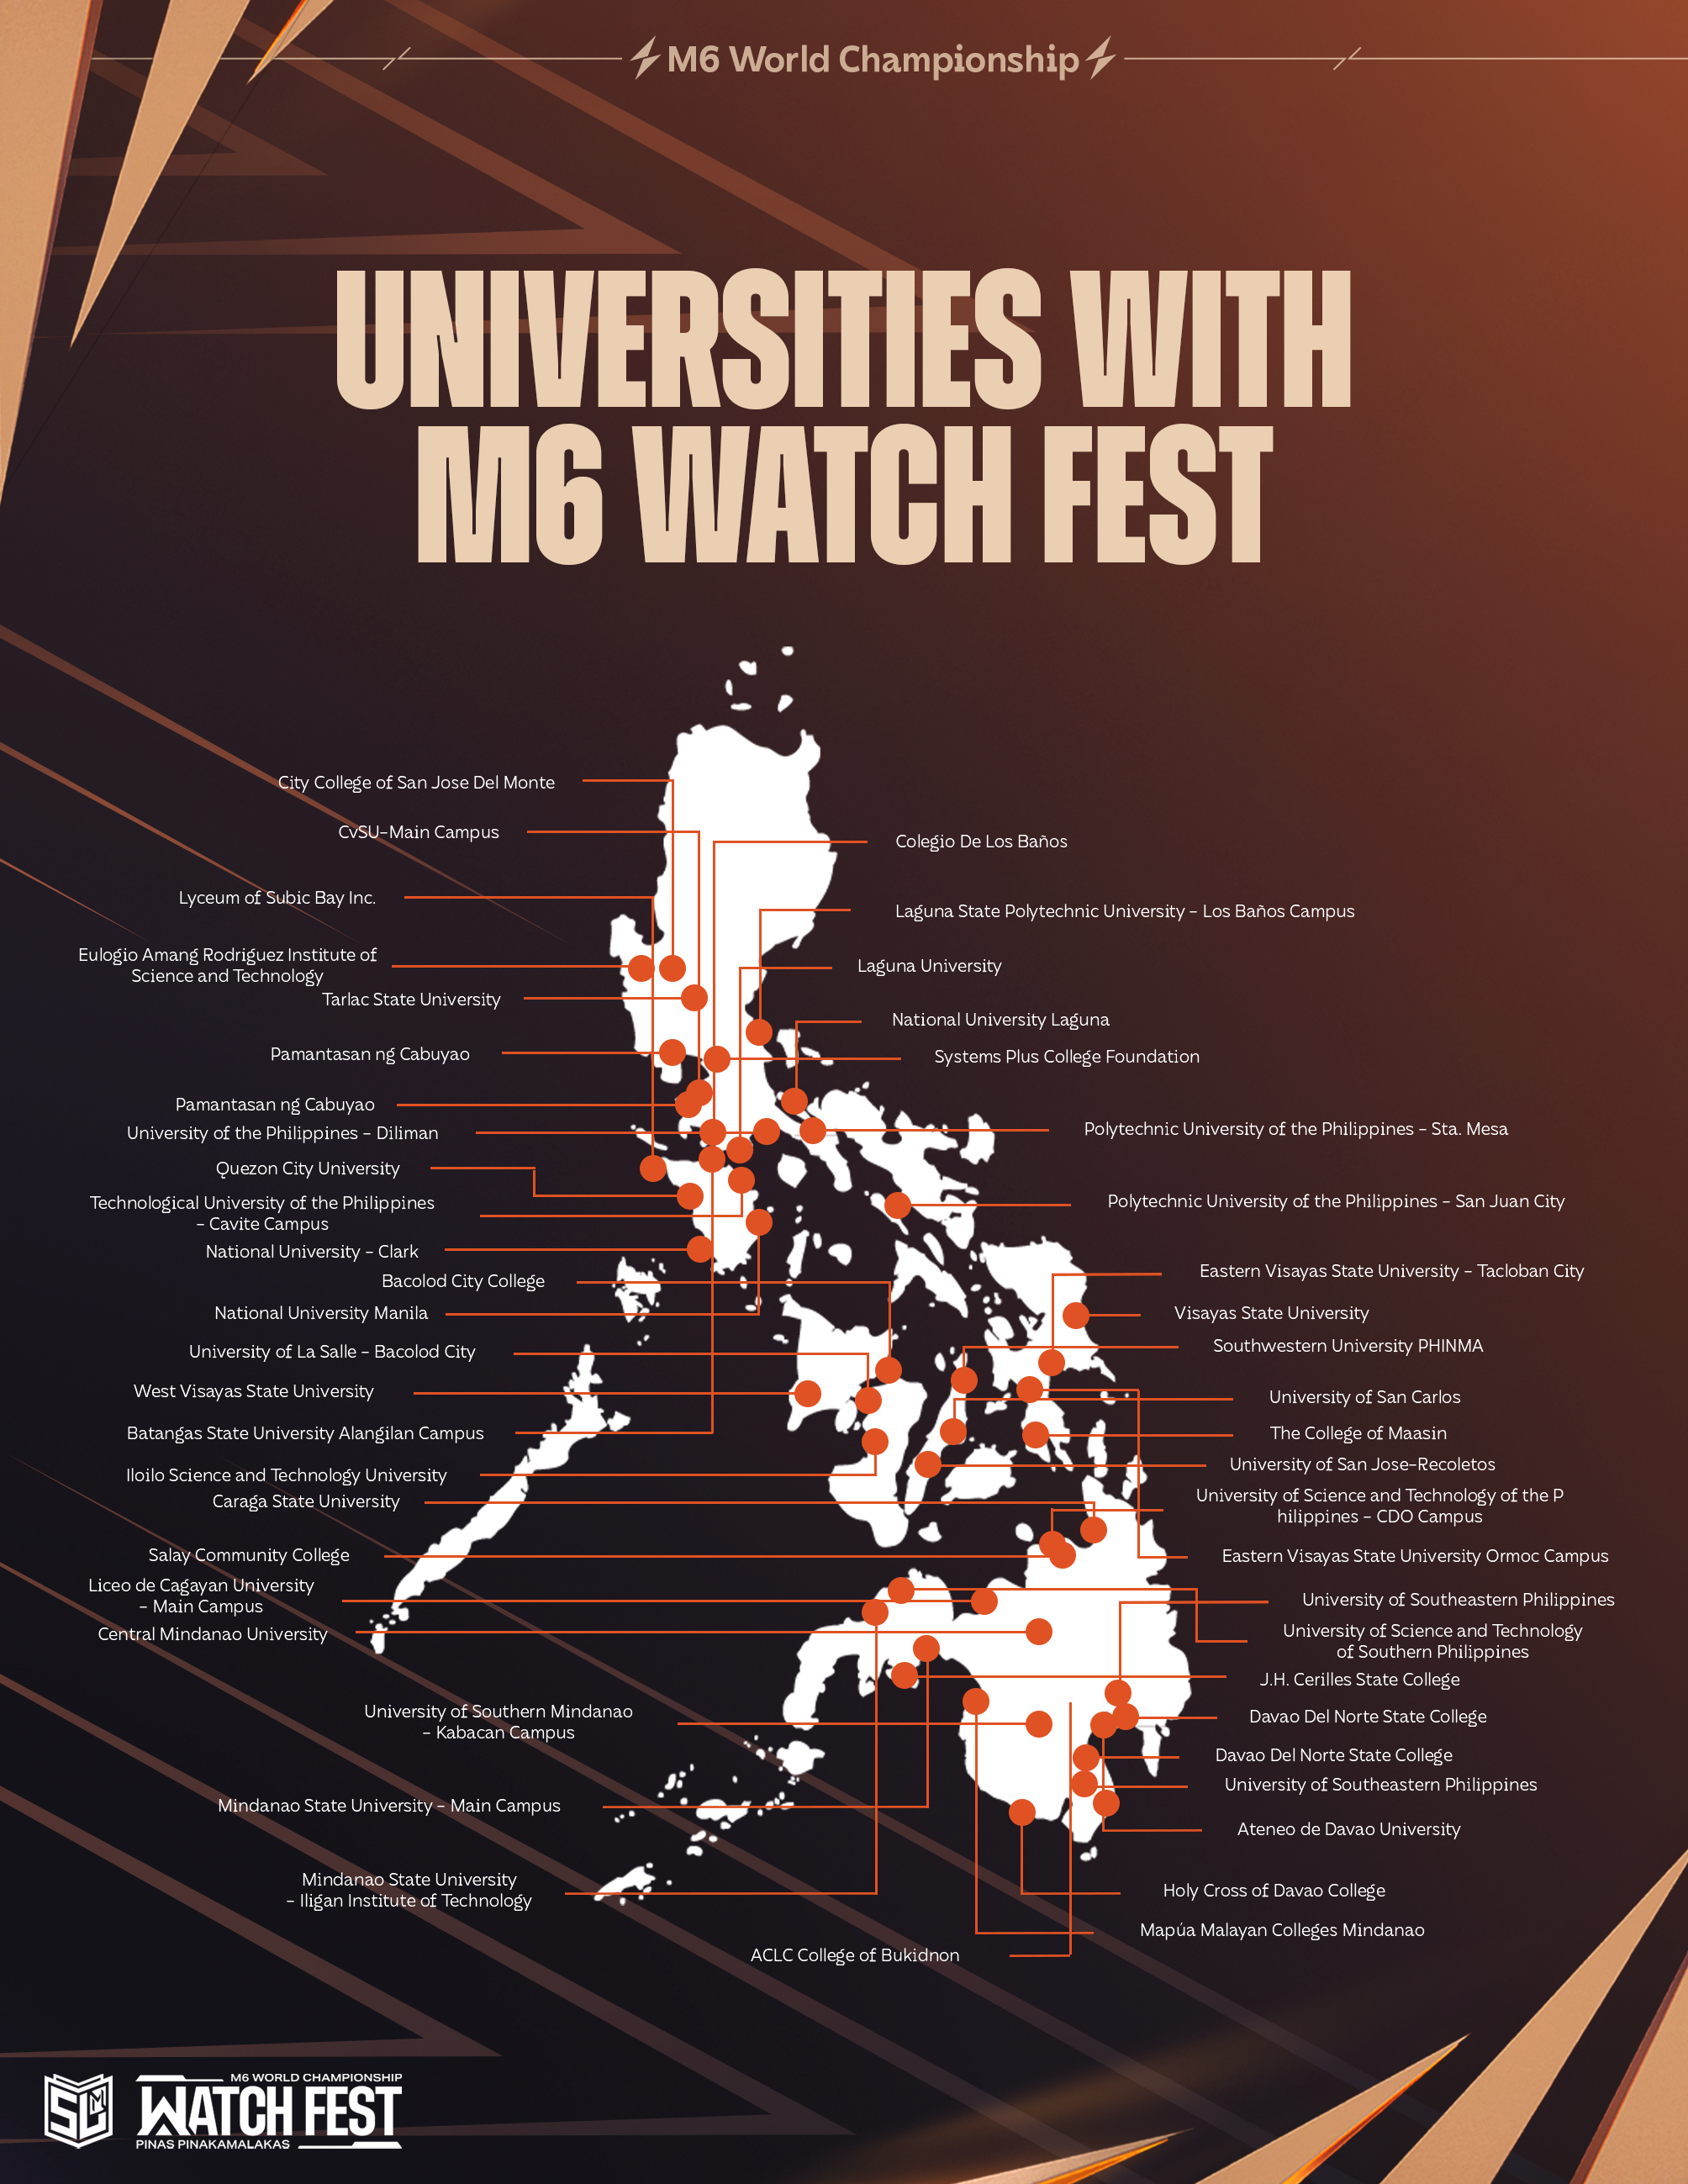 M6 World Championship
UNIVERSITIES WITH
M6 WATCH FEST
City College of San Jose Del Monte
CvSU-Main Campus
Colegio De Los Baños
Lyceum of Subic Bay Inc.
Laguna State Polytechnic University - Los Baños Campus
Eulogio Amang Rodriguez Institute of
Science and Technology
Laguna University
Tarlac State University
National University Laguna
Pamantasan ng Cabuyao
Systems Plus College Foundation
Pamantasan ng Cabuyao
University of the Philippines - Diliman
Polytechnic University of the Philippines - Sta. Mesa
Quezon City University
Technological University of the Philippines
- Cavite Campus
Polytechnic University of the Philippines - San Juan City
National University - Clark
Bacolod City College
Eastern Visayas State University - Tacloban City
National University Manila
Visayas State University
University of La Salle - Bacolod City
Southwestern University PHINMA
West Visayas State University
University of San Carlos
Batangas State University Alangilan Campus
The College of Maasin
Iloilo Science and Technology University
University of San Jose-Recoletos
Caraga State University
University of Science and Technology of the P
hilippines - CDO Campus
Salay Community College
Eastern Visayas State University Ormoc Campus
Liceo de Cagayan University
- Main Campus
University of Southeastern Philippines
Central Mindanao University
University of Science and Technology
of Southern Philippines
J.H. Cerilles State College
University of Southern Mindanao
- Kabacan Campus
Davao Del Norte State College
Davao Del Norte State College
University of Southeastern Philippines
Mindanao State University - Main Campus
Ateneo de Davao University
Mindanao State University
- Iligan Institute of Technology
Holy Cross of Davao College
Mapúa Malayan Colleges Mindanao
ACLC College of Bukidnon
SLM
M6 WORLD CHAMPIONSHIP
WATCH FEST
PINAS PINAKAMALAKAS